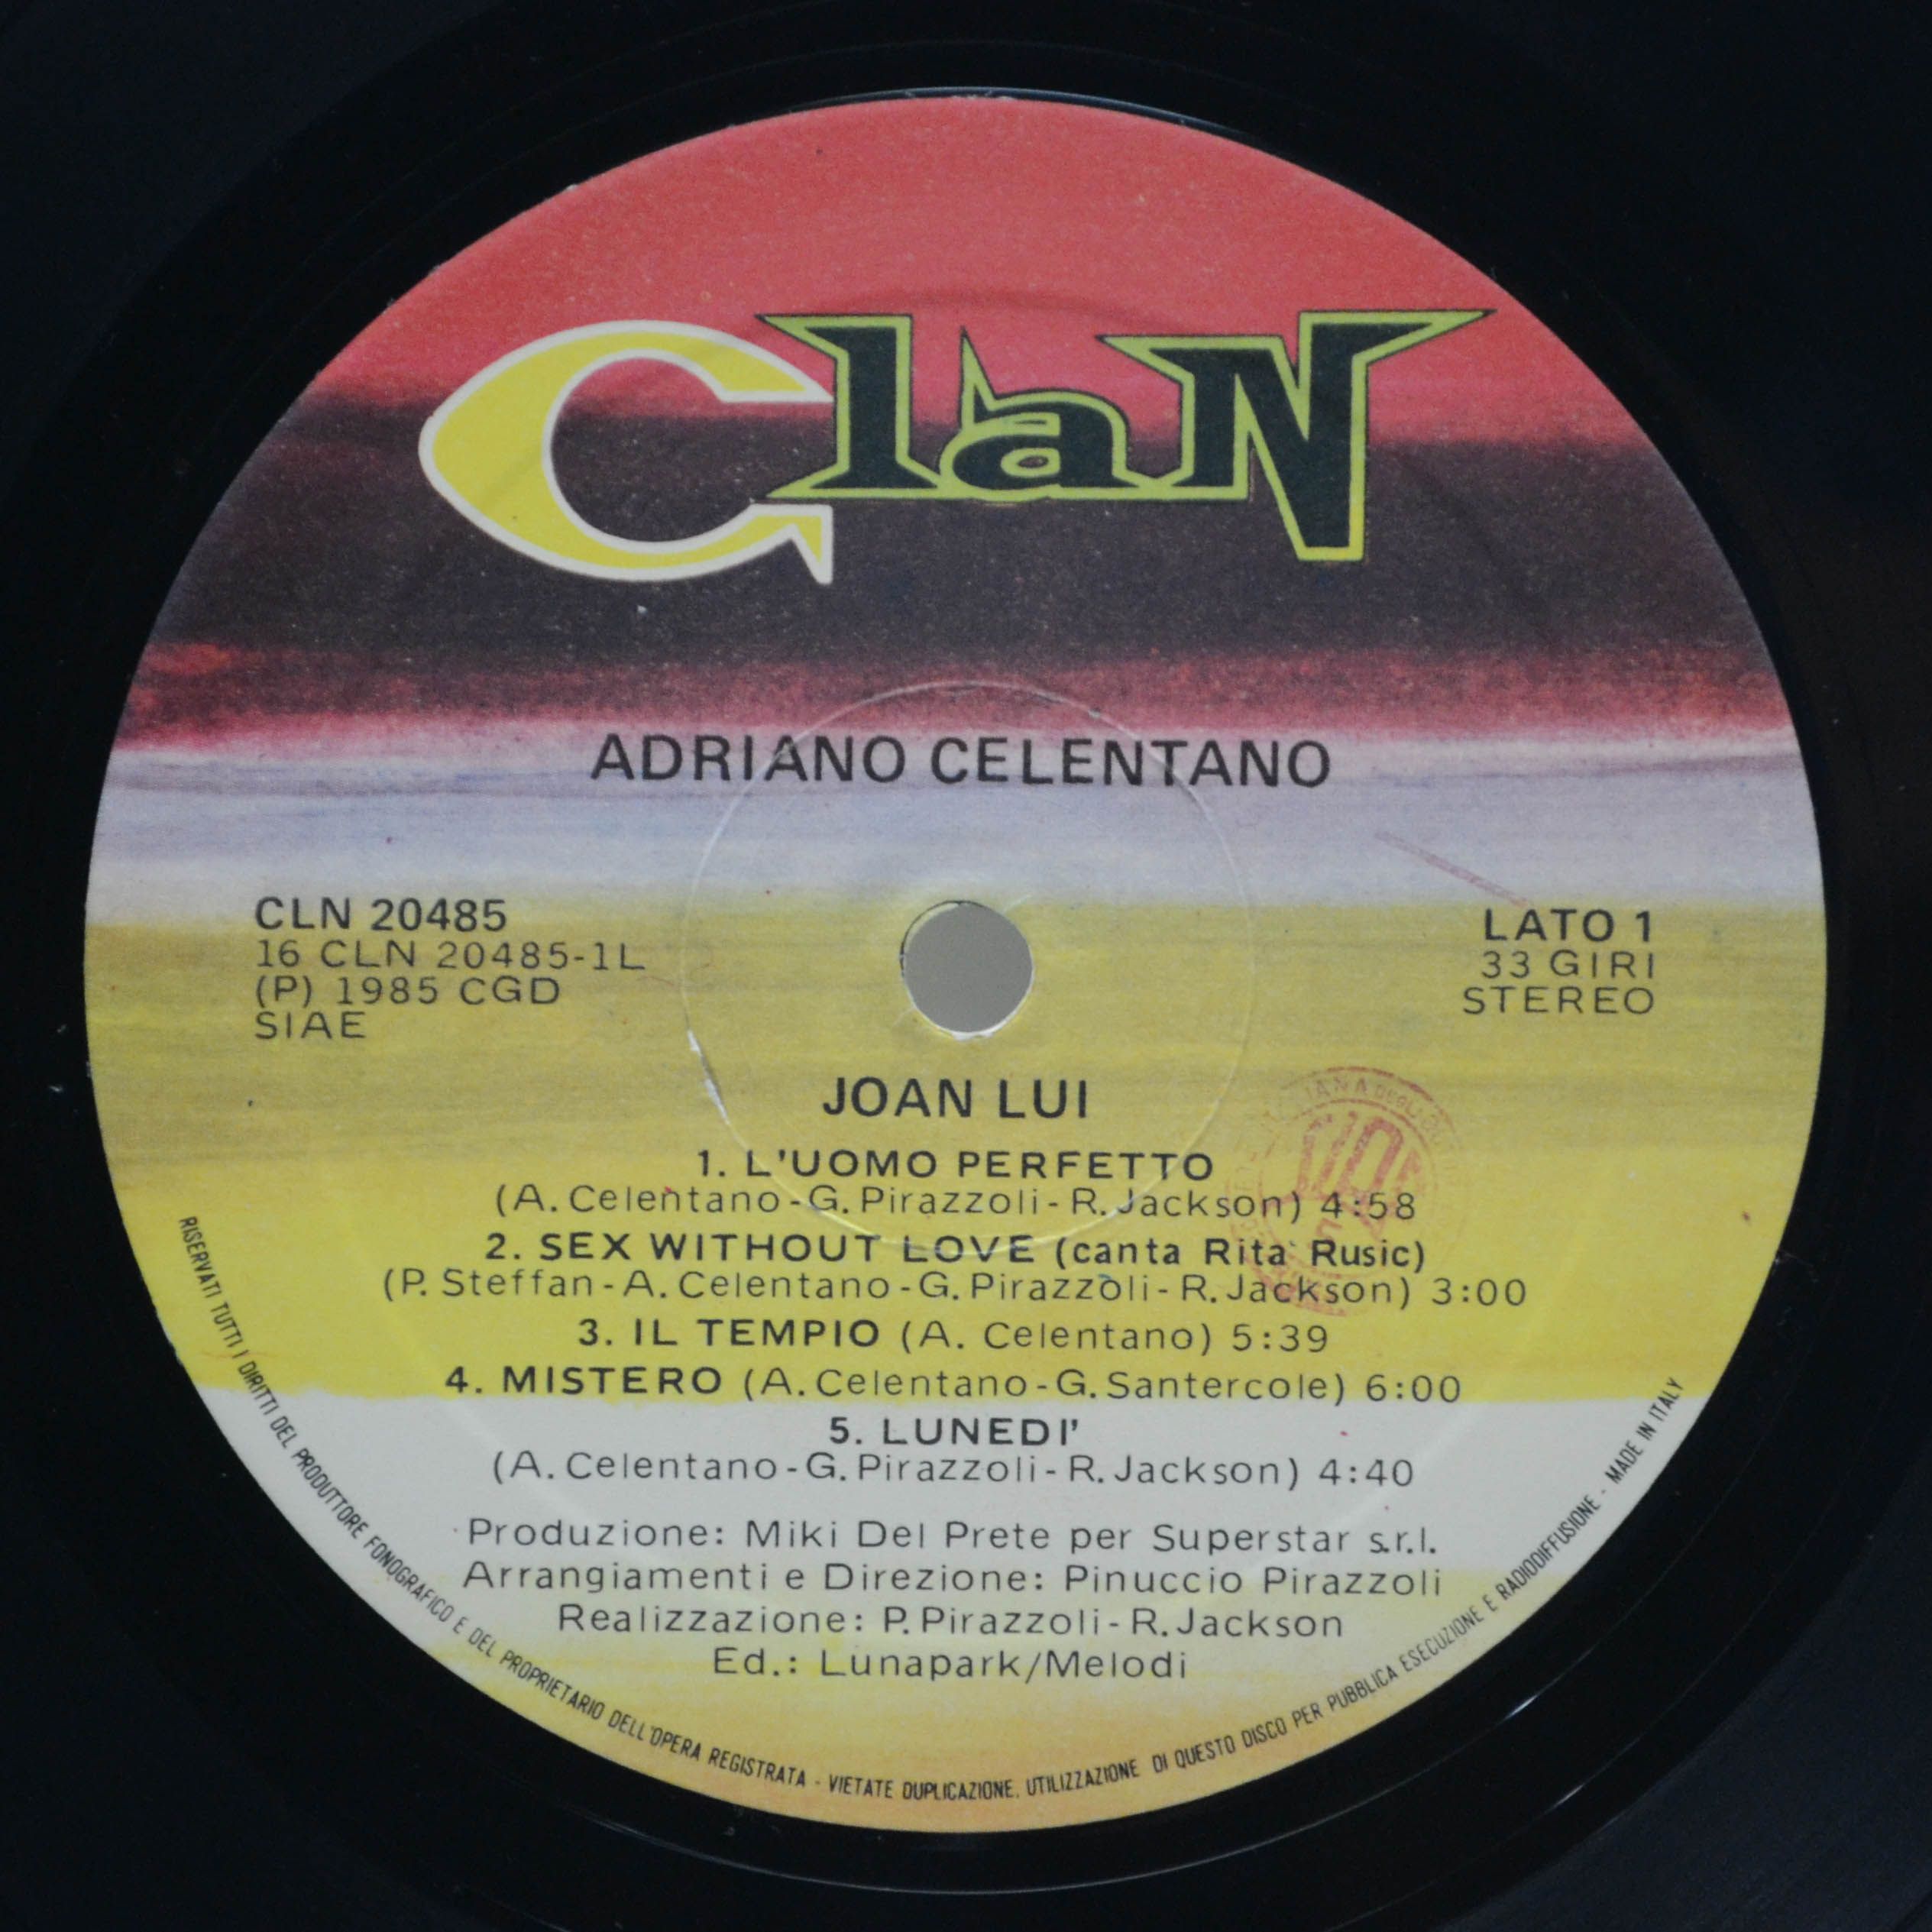 ClaN
ADRIANO CELENTANO
CLN 20485
16 CLN 20485-1L
(P) 1985 CGD
SIAE
LATO 1
33 GIRI
STEREO
JOAN LUI
1. L'UOMO PERFETTO
(A. Celentano - G. Pirazzoli - R. Jackson) 4:58
2. SEX WITHOUT LOVE (canta Rita Rusic)
(P. Steffan - A. Celentano - G. Pirazzoli - R. Jackson) 3:00
3. IL TEMPIO (A. Celentano) 5:39
4. MISTERO (A. Celentano - G. Santercole) 6:00
5. LUNEDI'
(A. Celentano - G. Pirazzoli - R. Jackson) 4:40
Produzione: Miki Del Prete per Superstar s.r.l.
Arrangiamenti e Direzione: Pinuccio Pirazzoli
Realizzazione: P. Pirazzoli - R. Jackson
Ed.: Lunapark/Melodi
RISERVATI TUTTI I DIRITTI DEL PRODUTTORE FONOGRAFICO E DEL PROPRIETARIO DELL'OPERA REGISTRATA - VIETATE DUPLICAZIONE, UTILIZZAZIONE DI QUESTO DISCO PER PUBBLICA ESECUZIONE E RADIODIFFUSIONE - MADE IN ITALY